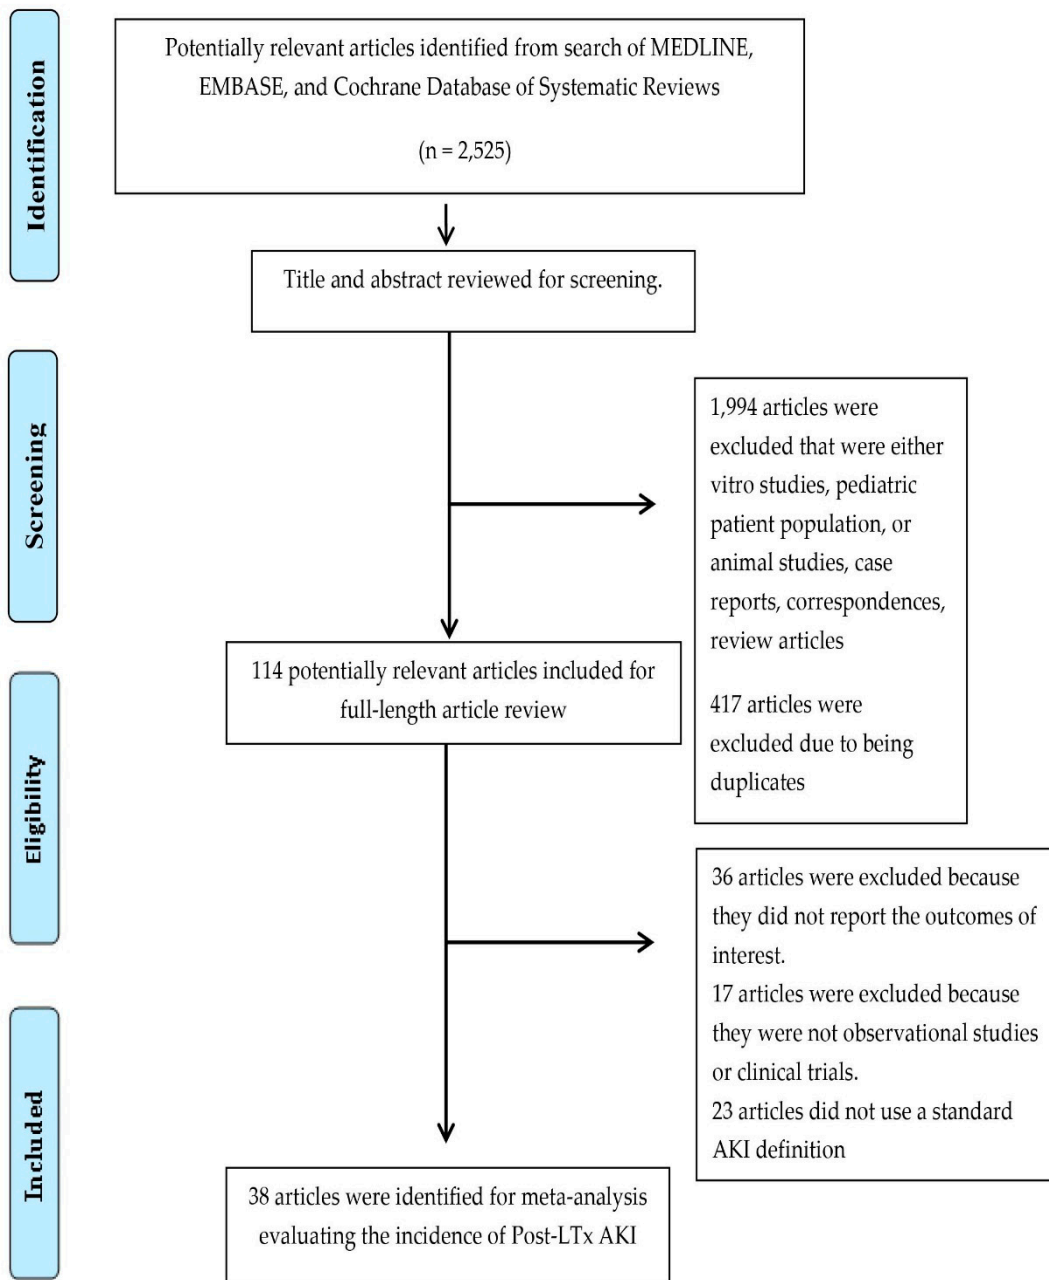 Identification
Potentially relevant articles identified from search of MEDLINE,
EMBASE, and Cochrane Database of Systematic Reviews
(n = 2,525)
Title and abstract reviewed for screening.
Screening
1,994 articles were
excluded that were either
vitro studies, pediatric
patient population, or
animal studies, case
reports, correspondences,
review articles
417 articles were
excluded due to being
duplicates
114 potentially relevant articles included for
full-length article review
Eligibility
36 articles were excluded because
they did not report the outcomes of
interest.
17 articles were excluded because
they were not observational studies
or clinical trials.
23 articles did not use a standard
AKI definition
Included
38 articles were identified for meta-analysis
evaluating the incidence of Post-LTx AKI